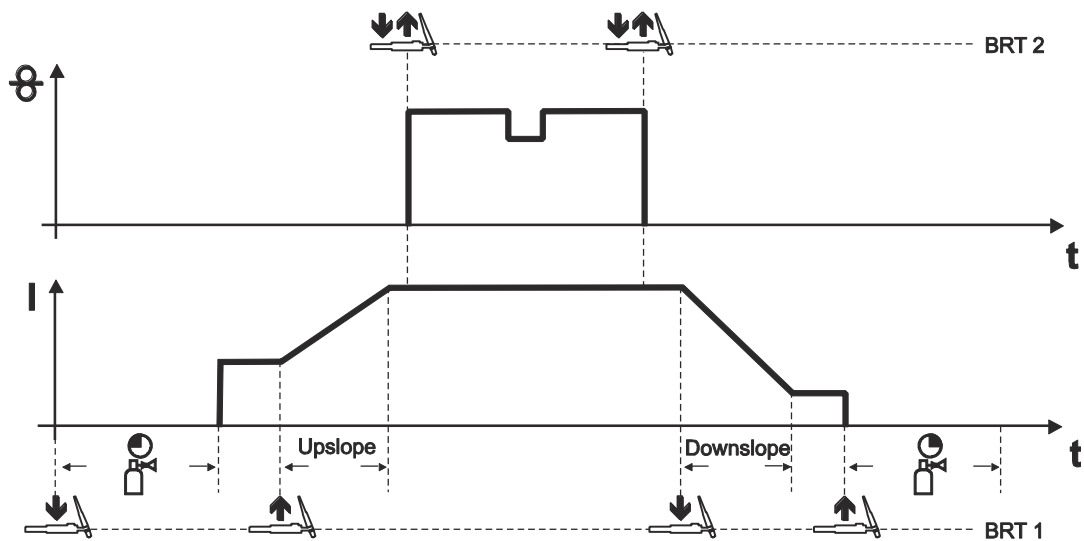 BRT 2
t
I
Upslope
Downslope
t
BRT 1